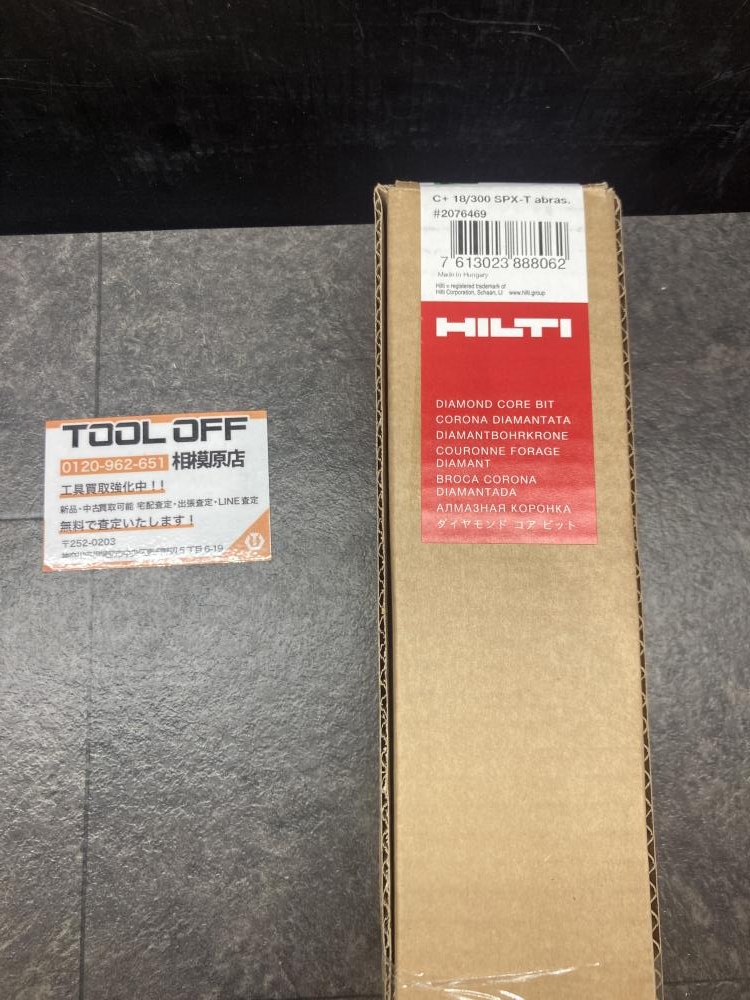 C+ 18/300 SPX-T abras.
#2076469
7 613023 888062
Made in Hungary
Hilti = registered trademark of
Hilti Corporation, Schaan, LI www.hilti.group
HILTI
DIAMOND CORE BIT
CORONA DIAMANTATA
DIAMANTBOHRKRONE
COURONNE FORAGE
DIAMANT
BROCA CORONA
DIAMANTADA
АЛМАЗНАЯ КОРОНКА
ダイヤモンド コア ビット
TOOL OFF
0120-962-651 相模原店
工具買取強化中!!
新品・中古買取可能 宅配査定・出張査定・LINE査定
無料で査定いたします!
〒252-0203
5丁目6-19